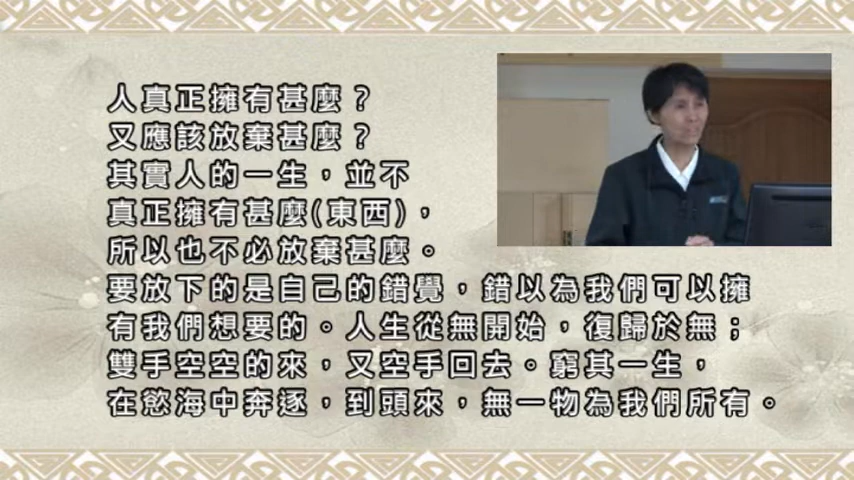 人真正擁有甚麼？
又應該放棄甚麼？
其實人的一生，並不
真正擁有甚麼(東西)，
所以也不必放棄甚麼。
要放下的是自己的錯覺，錯以為我們可以擁
有我們想要的。人生從無開始，復歸於無；
雙手空空的來，又空手回去。窮其一生，
在慾海中奔逐，到頭來，無一物為我們所有。